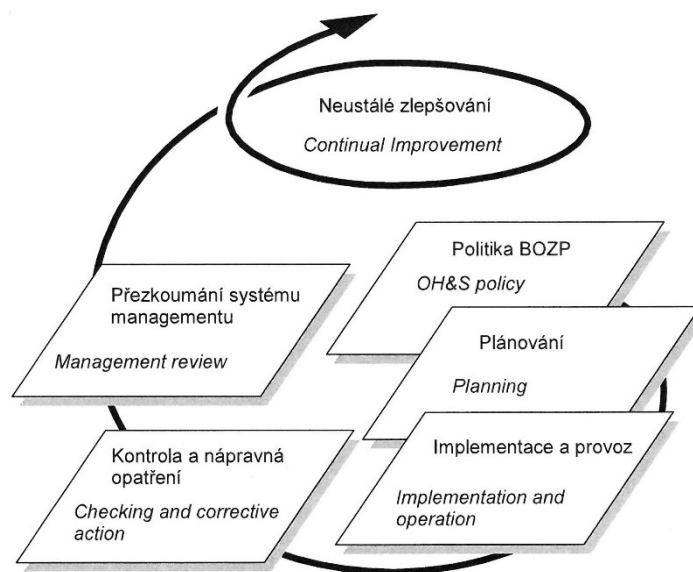 Neustálé zlepšování
Continual Improvement
Politika BOZP
OH&S policy
Plánování
Planning
Implementace a provoz
Implementation and
operation
Kontrola a nápravná
opatření
Checking and corrective
action
Přezkoumání systému
managementu
Management review